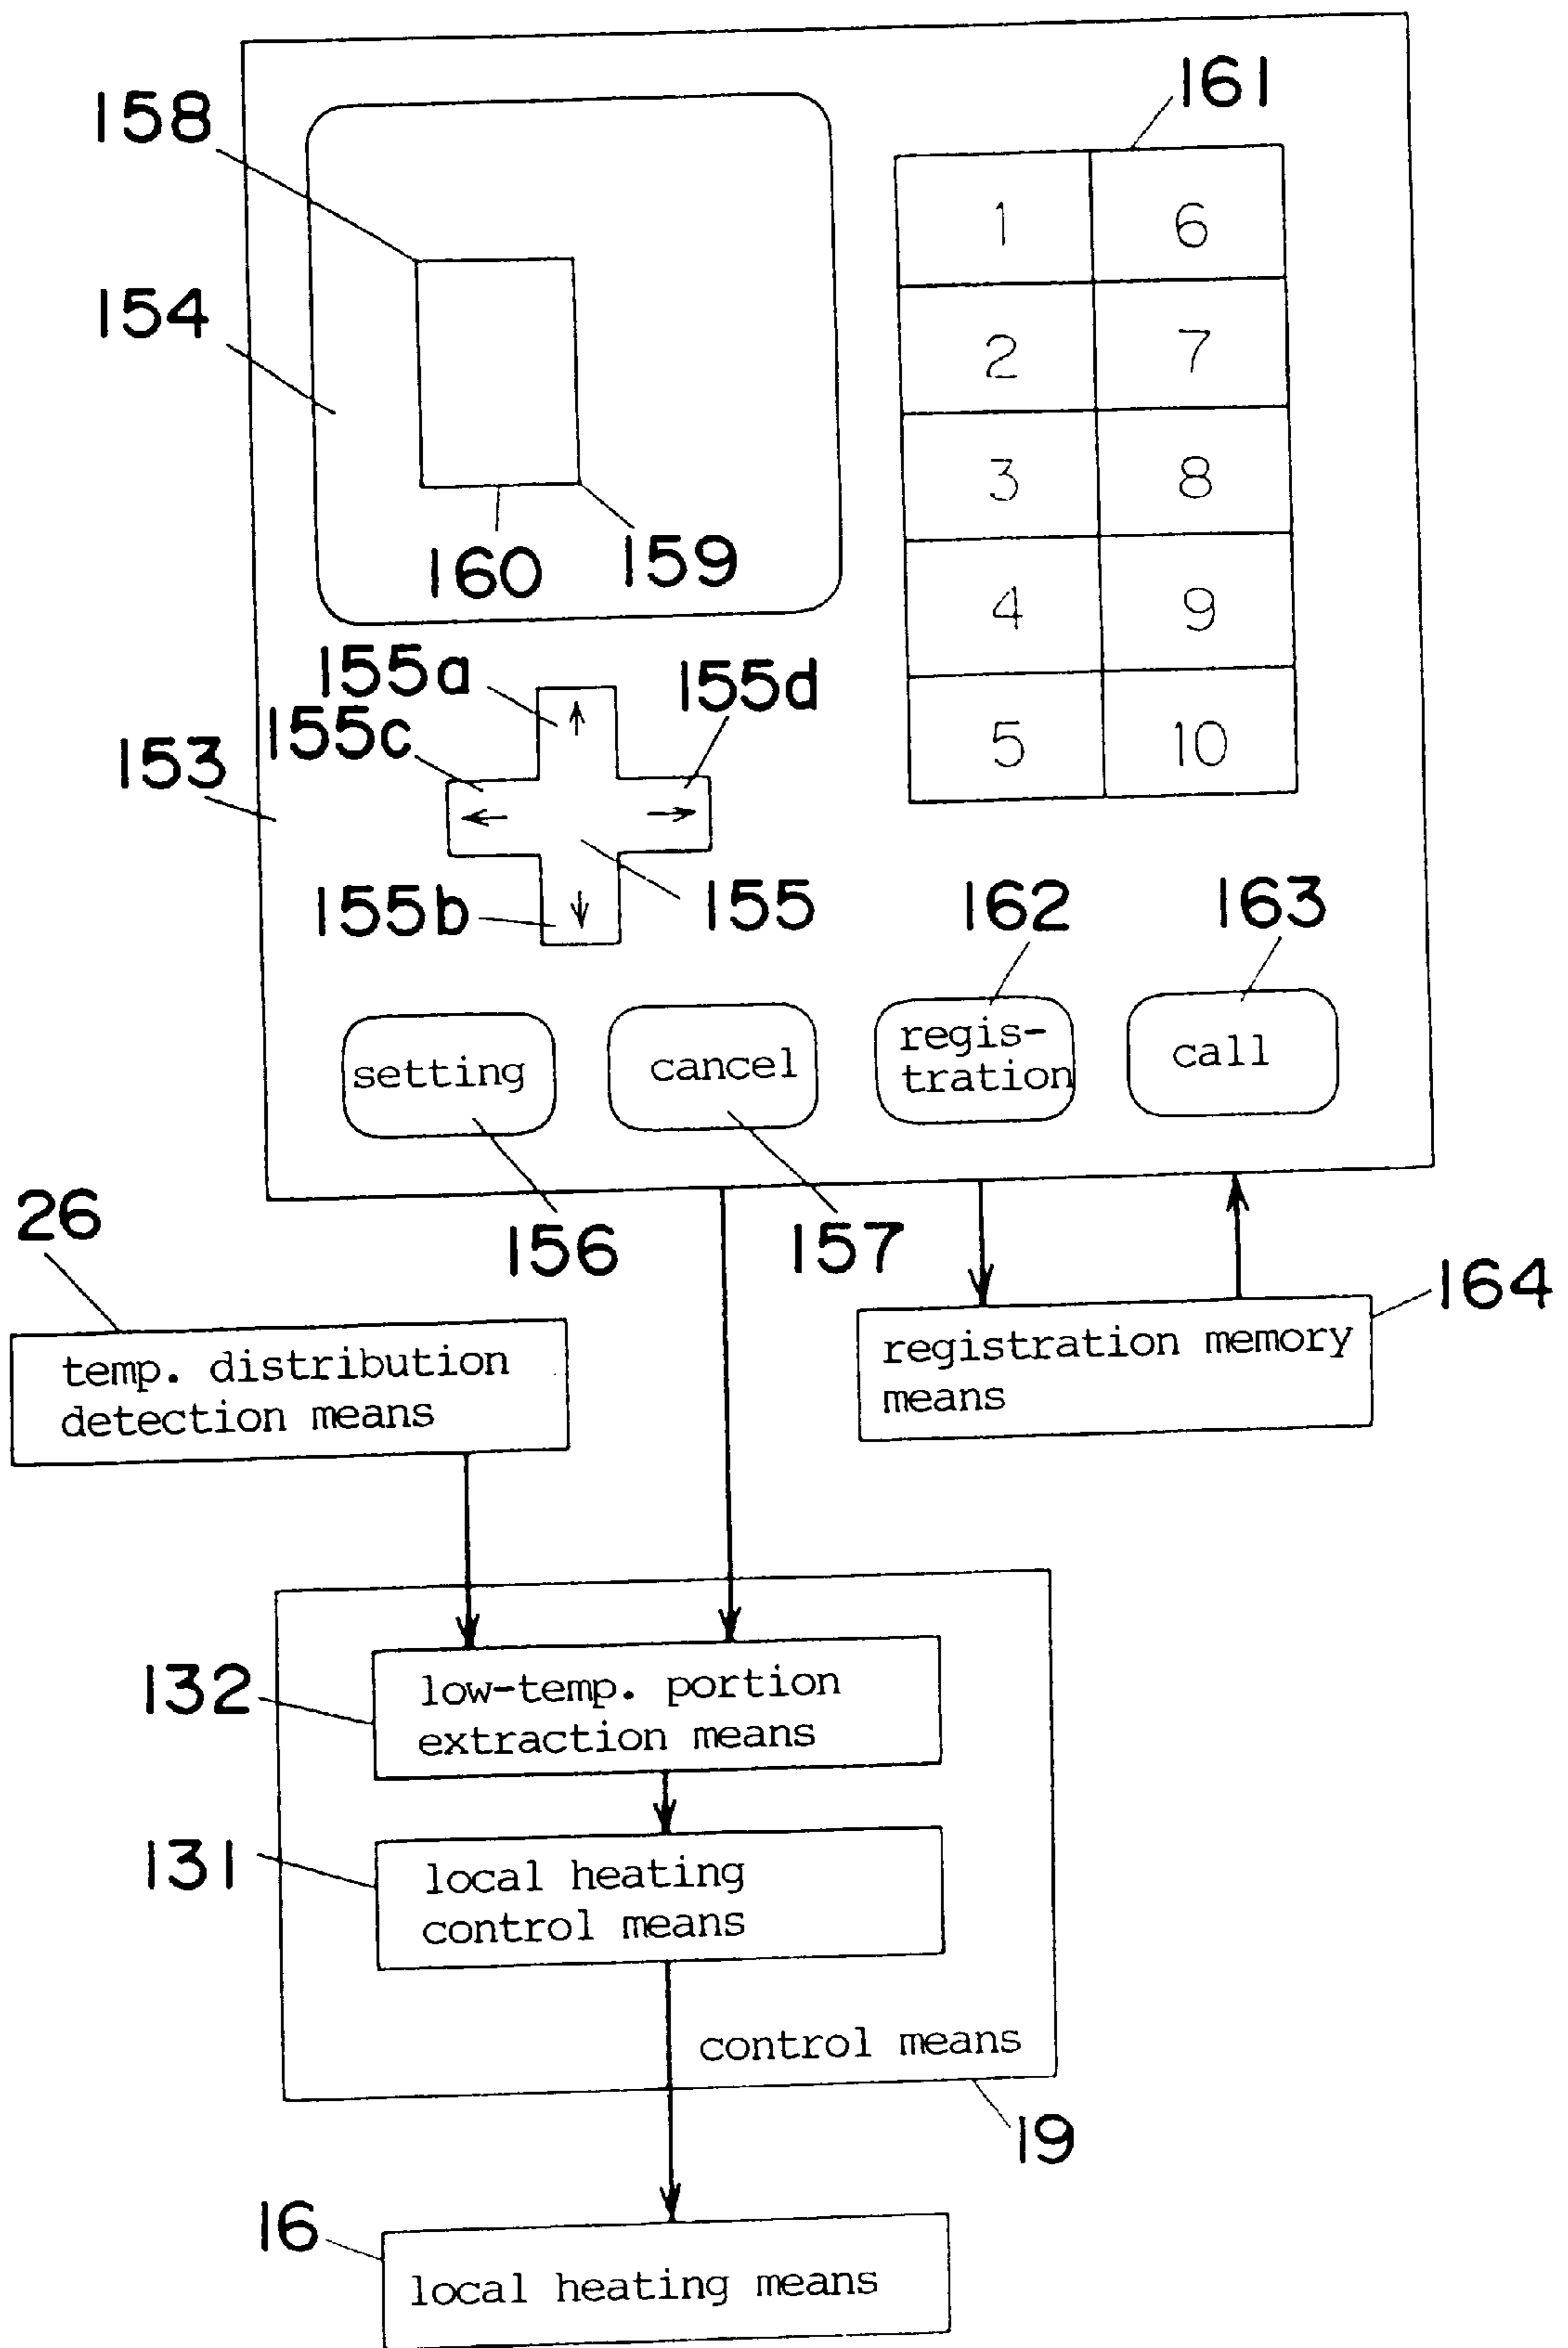 161
158
1 6
154
2 7
3 8
160 159
4 9
155a
155d
155c
153
5 10
155b
155
162
163
setting
cancel
regis-
tration
call
26
156
157
164
temp. distribution
detection means
registration memory
means
132
low-temp. portion
extraction means
131
local heating
control means
control means
19
16
local heating means